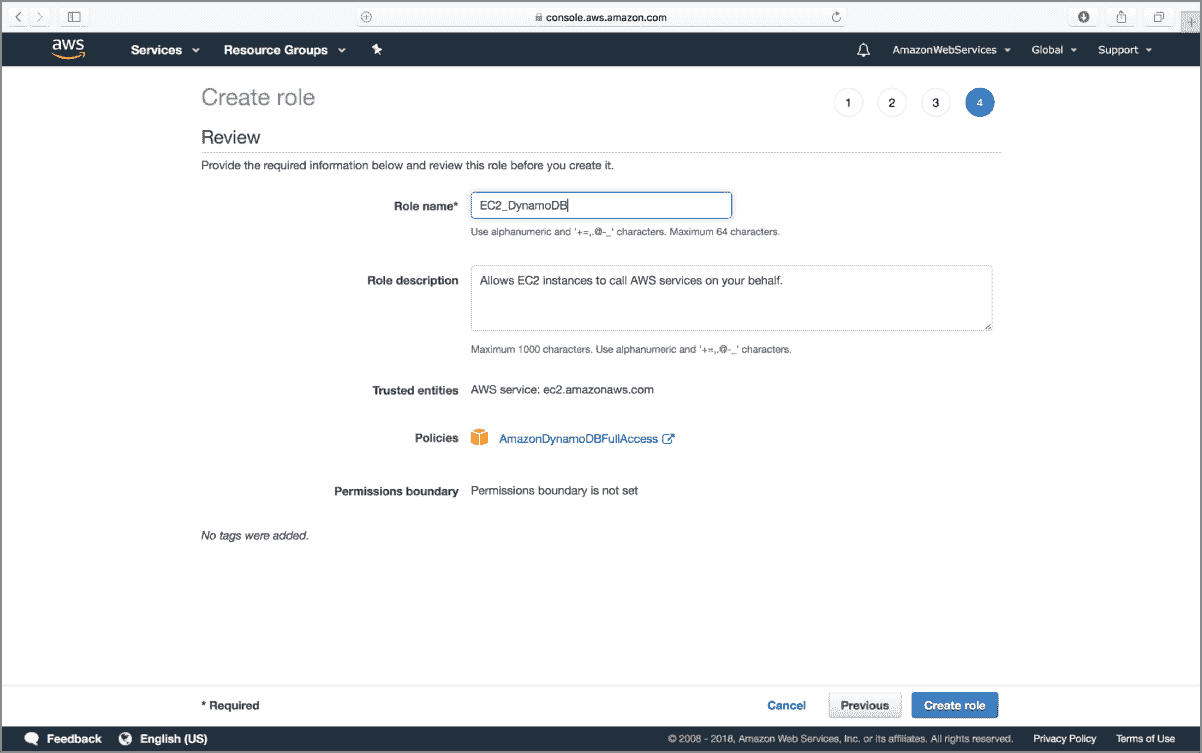 console.aws.amazon.com
aws Services Resource Groups AmazonWebServices Global Support
Create role 1 2 3 4
Review
Provide the required information below and review this role before you create it.
Role name* EC2_DynamoDB
Use alphanumeric and '+=,.@-_' characters. Maximum 64 characters.
Role description Allows EC2 instances to call AWS services on your behalf.
Maximum 1000 characters. Use alphanumeric and '+=,.@-_' characters.
Trusted entities AWS service: ec2.amazonaws.com
Policies AmazonDynamoDBFullAccess
Permissions boundary Permissions boundary is not set
No tags were added.
* Required Cancel Previous Create role
Feedback English (US) © 2008 - 2018, Amazon Web Services, Inc. or its affiliates. All rights reserved. Privacy Policy Terms of Use